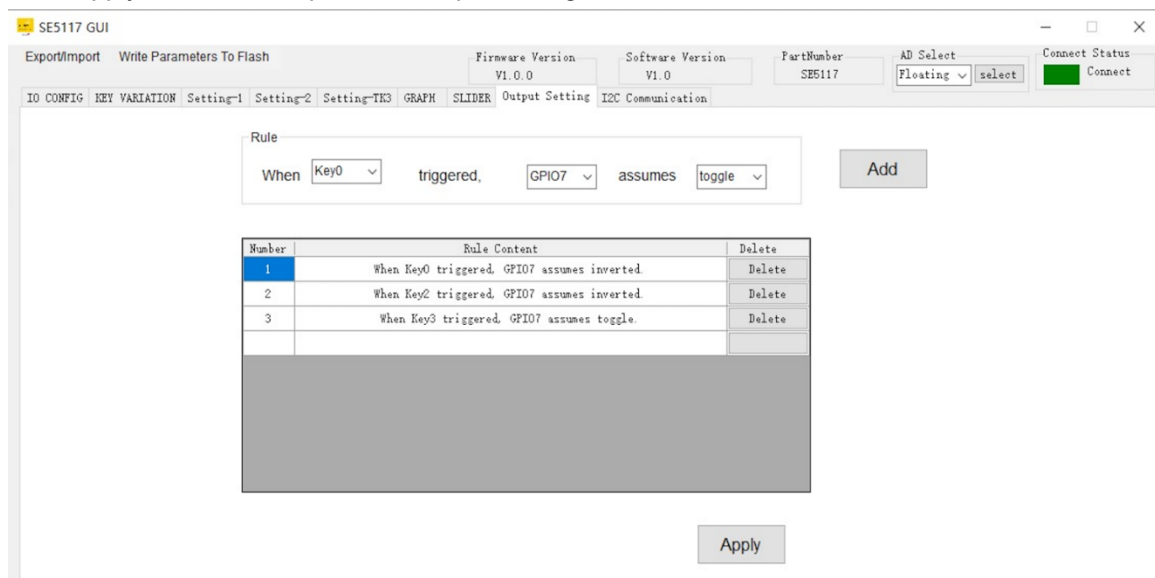 SE5117 GUI
Export/Import Write Parameters To Flash
Firmware Version Software Version PartNumber AD Select Connect Status
V1.0.0 V1.0 SE5117 Floating select Connect
IO CONFIG KEY VARIATION Setting-1 Setting-2 Setting-TK3 GRAPH SLIDER Output Setting I2C Communication
Rule
When Key0 triggered, GPIO7 assumes toggle Add
Number Rule Content Delete
1 When Key0 triggered, GPIO7 assumes inverted. Delete
2 When Key2 triggered, GPIO7 assumes inverted. Delete
3 When Key3 triggered, GPIO7 assumes toggle. Delete
Apply